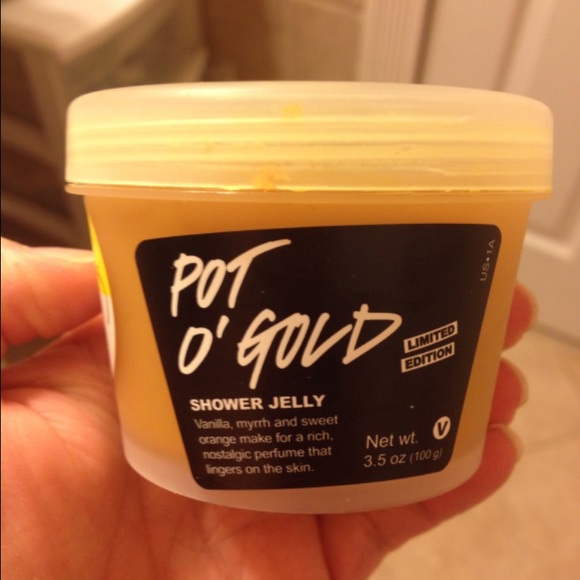 POT
O' GOLD
LIMITED
EDITION
US•1A
SHOWER JELLY
Vanilla, myrrh and sweet
orange make for a rich,
nostalgic perfume that
lingers on the skin.
Net wt. V
3.5 oz (100 g)